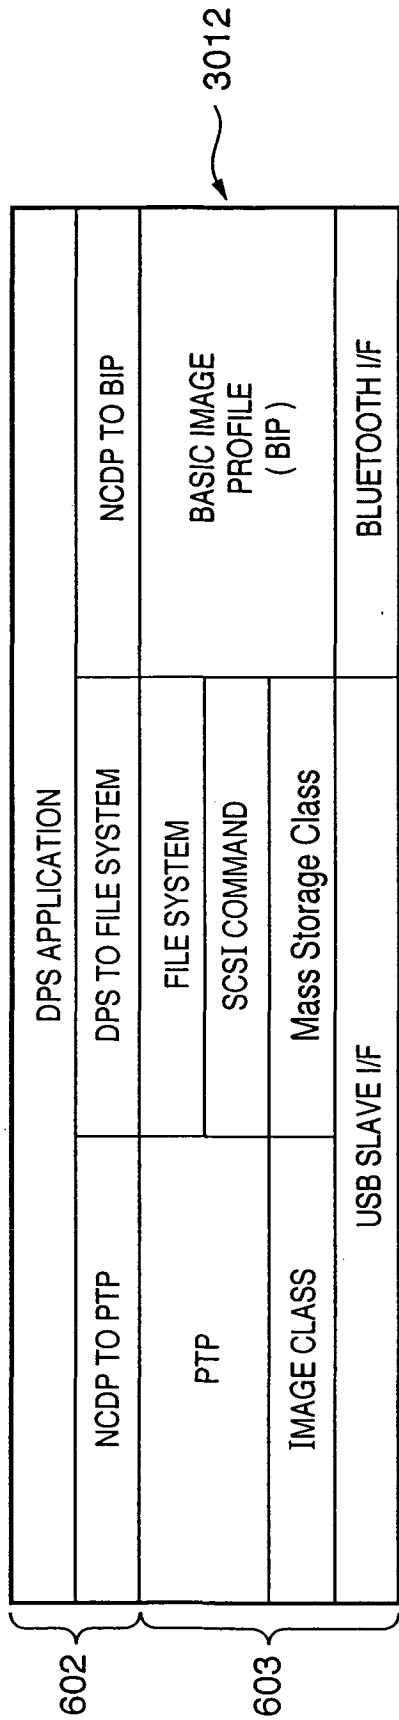 3012
602
603
DPS APPLICATION
NCDP TO PTP
DPS TO FILE SYSTEM
NCDP TO BIP
PTP
FILE SYSTEM
SCSI COMMAND
BASIC IMAGE
PROFILE
( BIP )
IMAGE CLASS
Mass Storage Class
USB SLAVE I/F
BLUETOOTH I/F